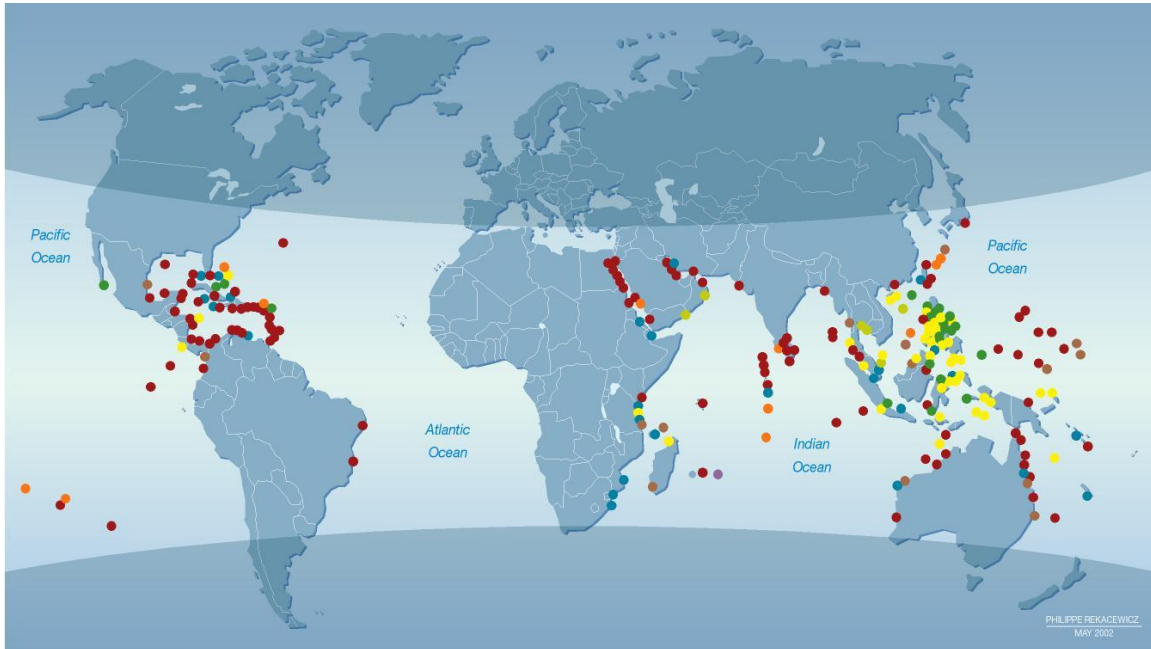 Pacific
Ocean
Pacific
Ocean
Atlantic
Ocean
Indian
Ocean
PHILIPPE REKACEWICZ
MAY 2002